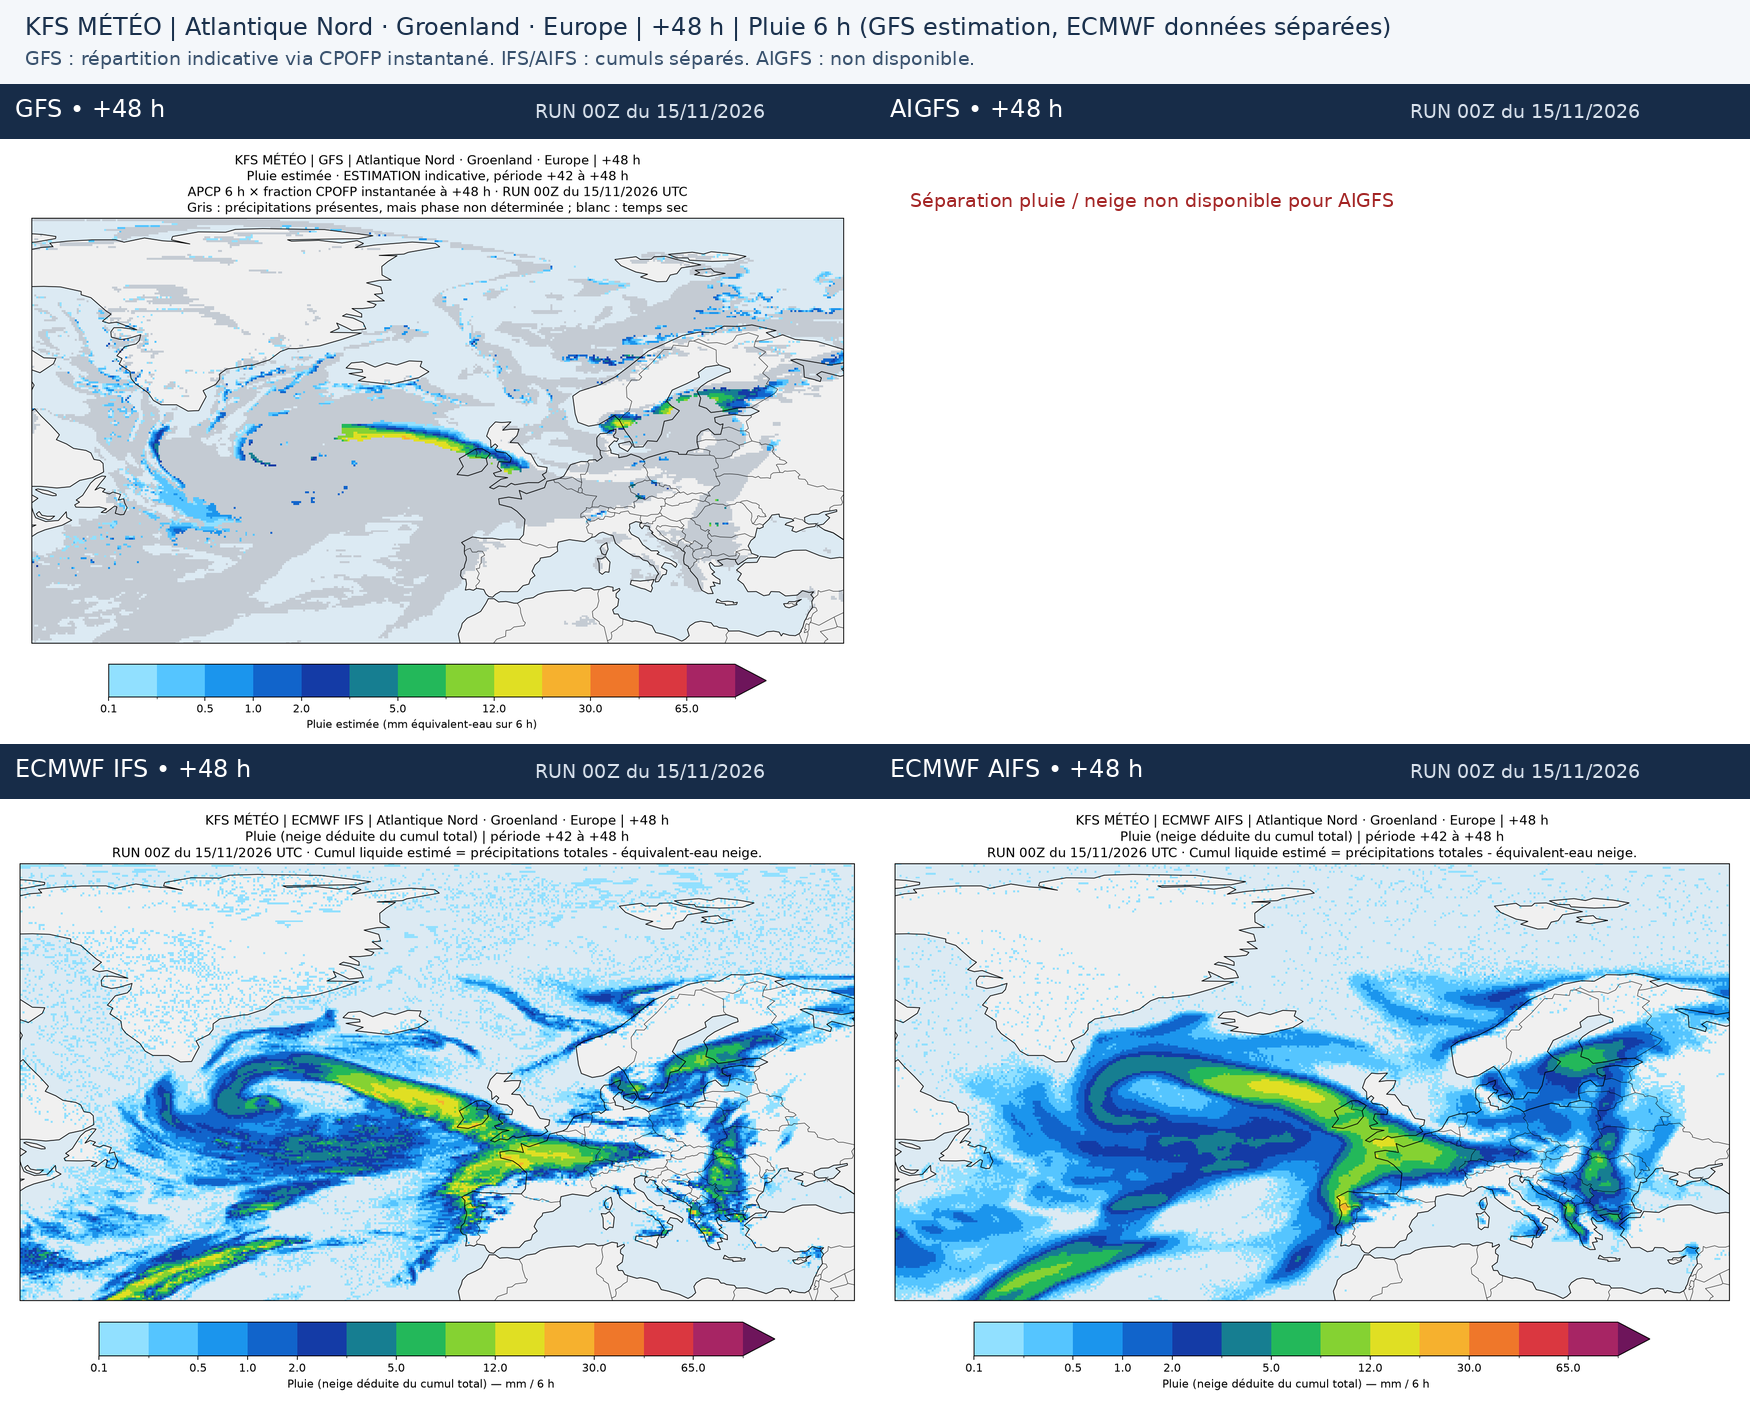 KFS MÉTÉO | Atlantique Nord · Groenland · Europe | +48 h | Pluie 6 h (GFS estimation, ECMWF données séparées)
GFS : répartition indicative via CPOFP instantané. IFS/AIFS : cumuls séparés. AIGFS : non disponible.
GFS • +48 h
RUN 00Z du 15/11/2026
AIGFS • +48 h
RUN 00Z du 15/11/2026
KFS MÉTÉO | GFS | Atlantique Nord · Groenland · Europe | +48 h
Pluie estimée · ESTIMATION indicative, période +42 à +48 h
APCP 6 h × fraction CPOFP instantanée à +48 h · RUN 00Z du 15/11/2026 UTC
Gris : précipitations présentes, mais phase non déterminée ; blanc : temps sec
Séparation pluie / neige non disponible pour AIGFS
0.1 0.5 1.0 2.0 5.0 12.0 30.0 65.0
Pluie estimée (mm équivalent-eau sur 6 h)
ECMWF IFS • +48 h
RUN 00Z du 15/11/2026
ECMWF AIFS • +48 h
RUN 00Z du 15/11/2026
KFS MÉTÉO | ECMWF IFS | Atlantique Nord · Groenland · Europe | +48 h
Pluie (neige déduite du cumul total) | période +42 à +48 h
RUN 00Z du 15/11/2026 UTC · Cumul liquide estimé = précipitations totales - équivalent-eau neige.
0.1 0.5 1.0 2.0 5.0 12.0 30.0 65.0
Pluie (neige déduite du cumul total) — mm / 6 h
KFS MÉTÉO | ECMWF AIFS | Atlantique Nord · Groenland · Europe | +48 h
Pluie (neige déduite du cumul total) | période +42 à +48 h
RUN 00Z du 15/11/2026 UTC · Cumul liquide estimé = précipitations totales - équivalent-eau neige.
0.1 0.5 1.0 2.0 5.0 12.0 30.0 65.0
Pluie (neige déduite du cumul total) — mm / 6 h